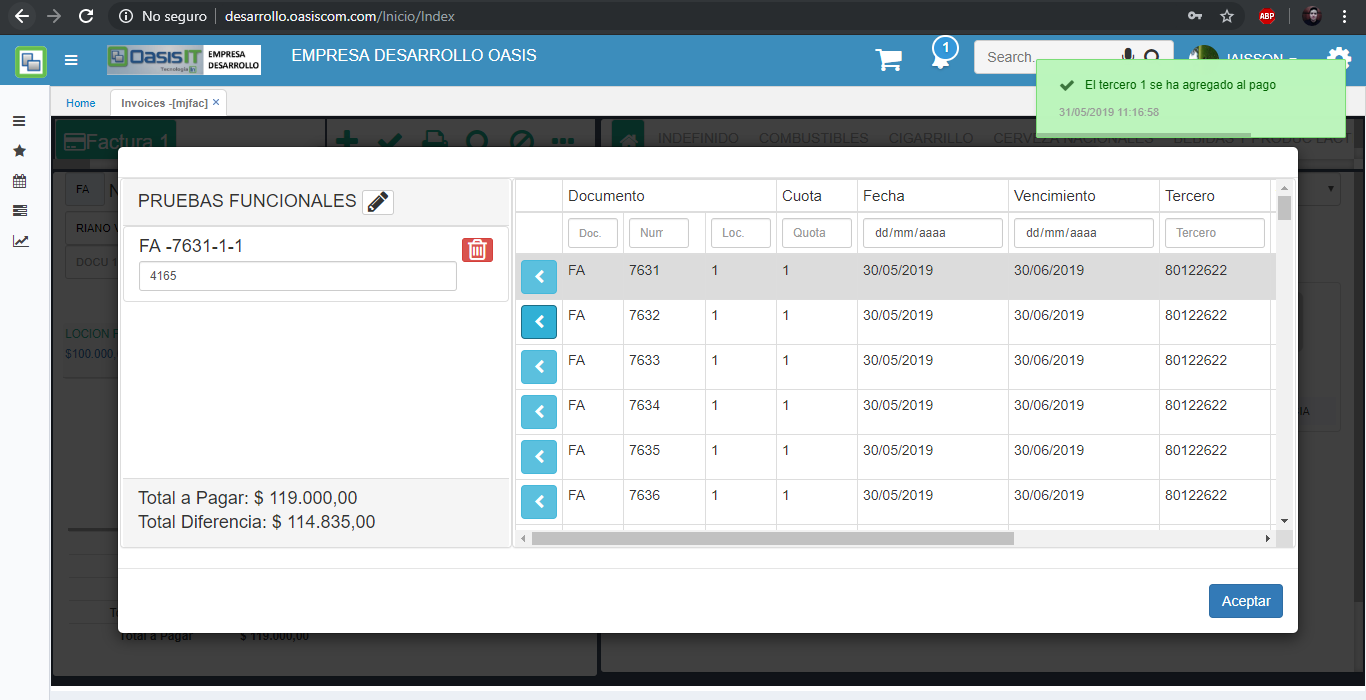 No seguro
desarrollo.oasiscom.com/Inicio/Index
ABP
OasisIT
Tecnología
EMPRESA
DESARROLLO
EMPRESA DESARROLLO OASIS
1
Search.
JAISSON
El tercero 1 se ha agregado al pago
31/05/2019 11:16:58
Home
Invoices -[mjfac] ×
Factura 1
INDEFINIDO COMBUSTIBLES CIGARRILLO CERVEZA NACIONALES
FA
RIANO
DOCU
LOCION
$100.000,
PRUEBAS FUNCIONALES
FA -7631-1-1
4165
Total a Pagar: $ 119.000,00
Total Diferencia: $ 114.835,00
Documento Cuota Fecha Vencimiento Tercero
Doc. Num Loc. Quota dd/mm/aaaa dd/mm/aaaa Tercero
FA 7631 1 1 30/05/2019 30/06/2019 80122622
FA 7632 1 1 30/05/2019 30/06/2019 80122622
FA 7633 1 1 30/05/2019 30/06/2019 80122622
FA 7634 1 1 30/05/2019 30/06/2019 80122622
FA 7635 1 1 30/05/2019 30/06/2019 80122622
FA 7636 1 1 30/05/2019 30/06/2019 80122622
Aceptar
Total a Pagar $ 119.000,00